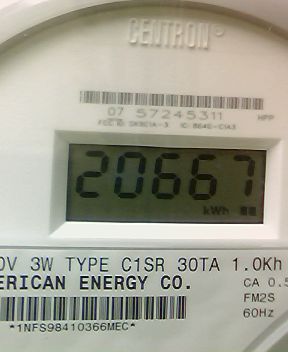 CENTRON®
07 57245311
HPP
20667
kWh
0V 3W TYPE C1SR 30TA 1.0Kh
ERICAN ENERGY CO.
CA 0.5
FM2S
60Hz
*1NFS98410366MEC*